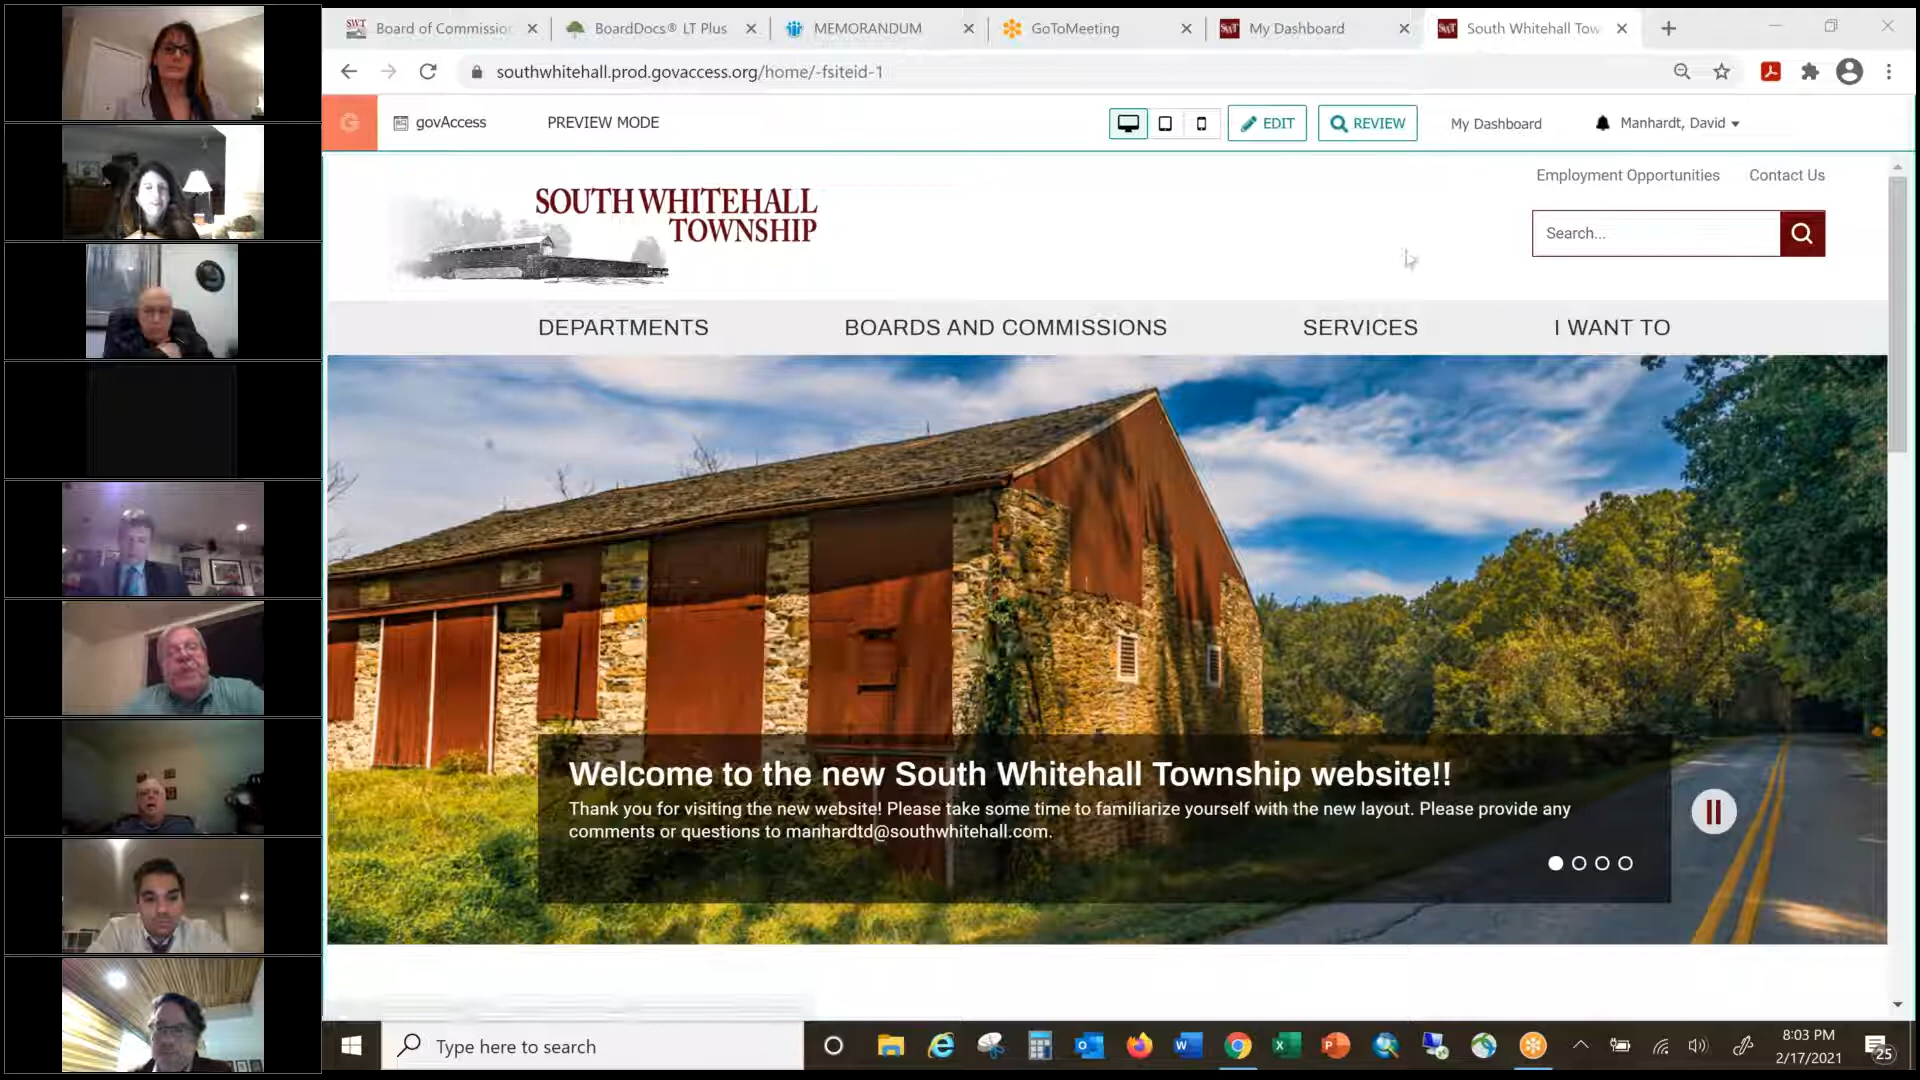 Board of Commission
BoardDocs® LT Plus
MEMORANDUM
GoToMeeting
My Dashboard
South Whitehall Tow
southwhitehall.prod.govaccess.org/home/-fsiteid-1
G govAccess
PREVIEW MODE
EDIT
REVIEW
My Dashboard
Manhardt, David
Employment Opportunities
Contact Us
SOUTH WHITEHALL
TOWNSHIP
Search...
DEPARTMENTS
BOARDS AND COMMISSIONS
SERVICES
I WANT TO
Welcome to the new South Whitehall Township website!!
Thank you for visiting the new website! Please take some time to familiarize yourself with the new layout. Please provide any
comments or questions to manhardtd@southwhitehall.com.
Type here to search
8:03 PM
2/17/2021
25